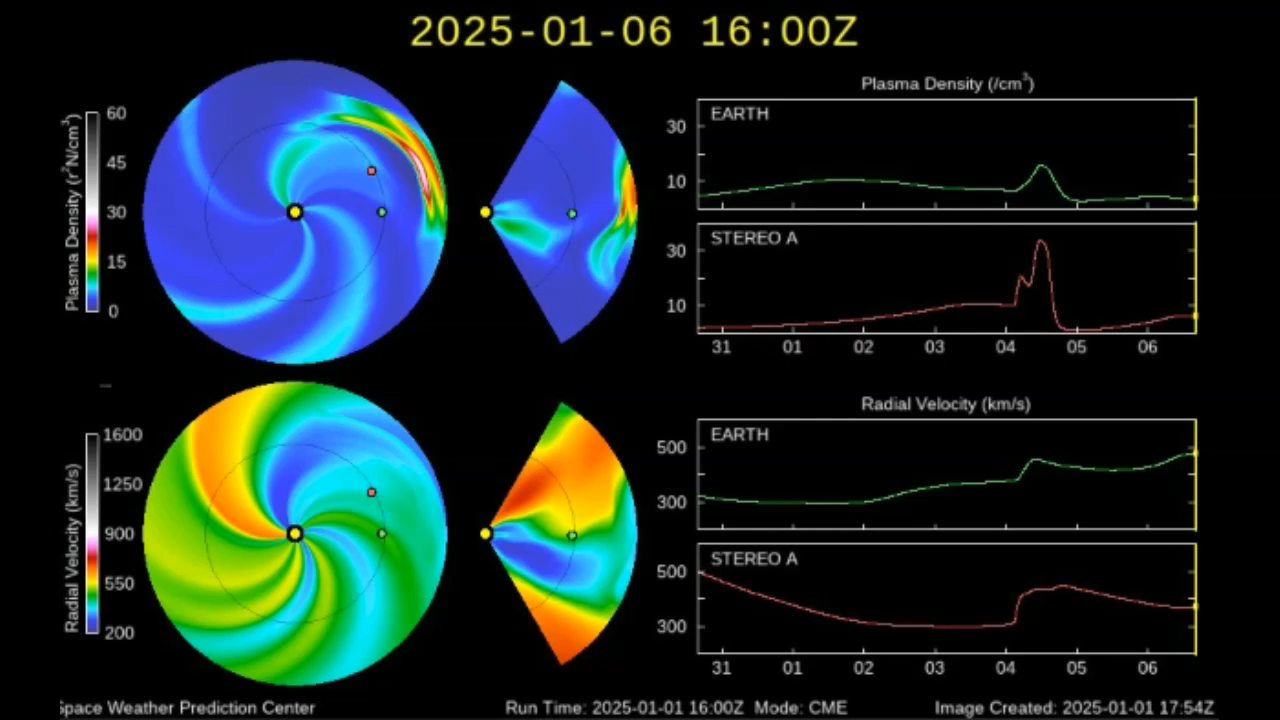 2025-01-06 16:00Z
Plasma Density (r²N/cm³)
60
45
30
15
0
Plasma Density (/cm³)
EARTH
30
10
STEREO A
30
10
31 01 02 03 04 05 06
Radial Velocity (km/s)
1600
1250
900
550
200
Radial Velocity (km/s)
EARTH
500
300
STEREO A
500
300
31 01 02 03 04 05 06
Space Weather Prediction Center Run Time: 2025-01-01 16:00Z Mode: CME Image Created: 2025-01-01 17:54Z